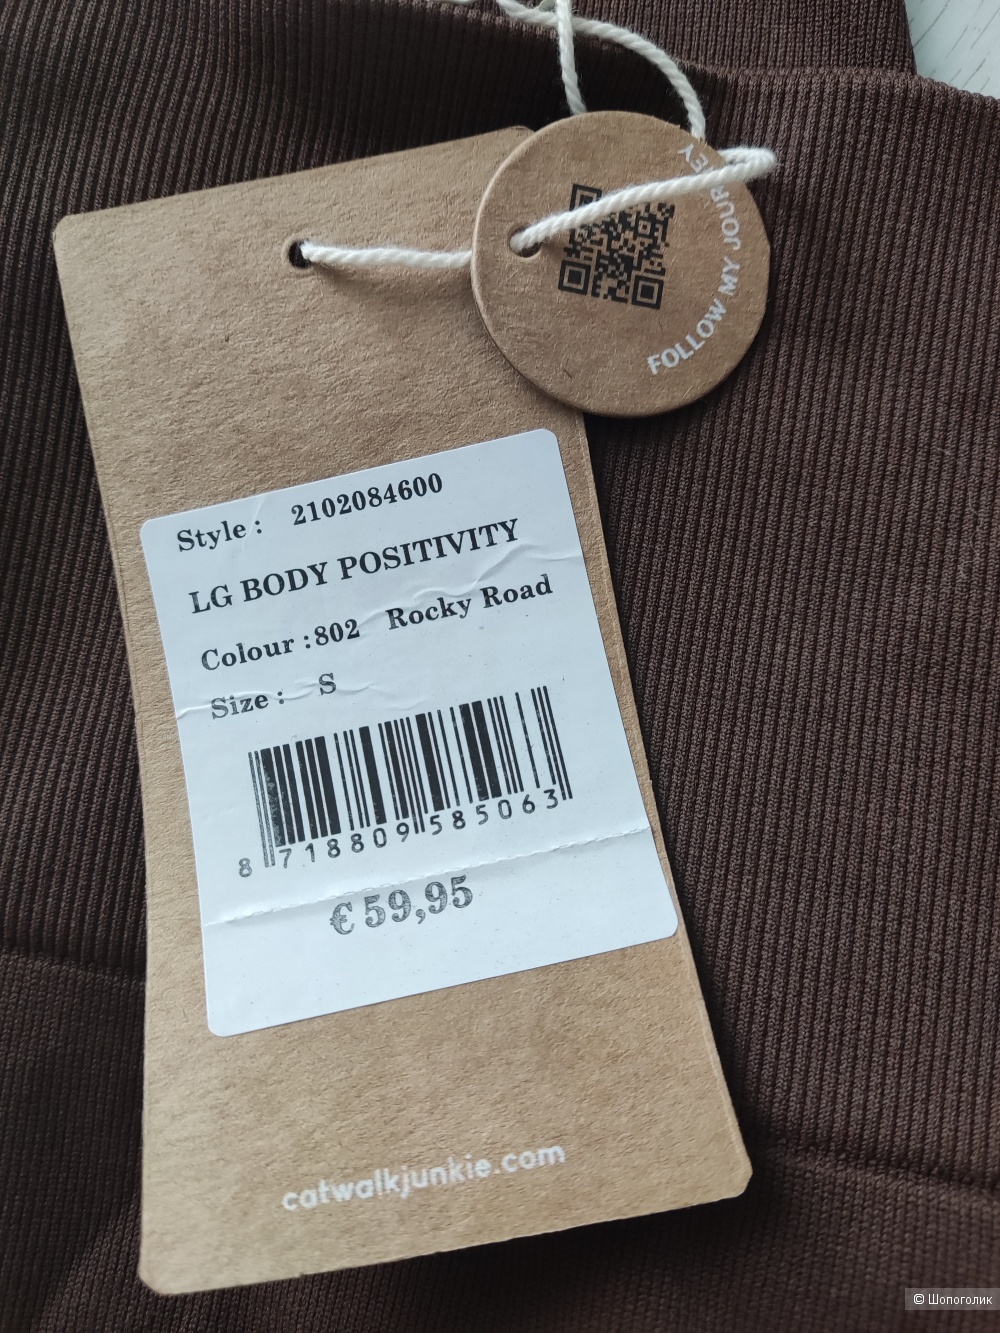 FOLLOW MY JOURNEY
Style : 2102084600
LG BODY POSITIVITY
Colour :802 Rocky Road
Size : S
8 718809 585063
€ 59,95
catwalkjunkie.com
© Шопоголик